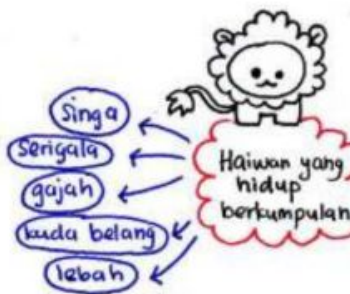 singa
serigala
gajah
kuda belang
lebah
Haiwan yang
hidup
berkumpulan